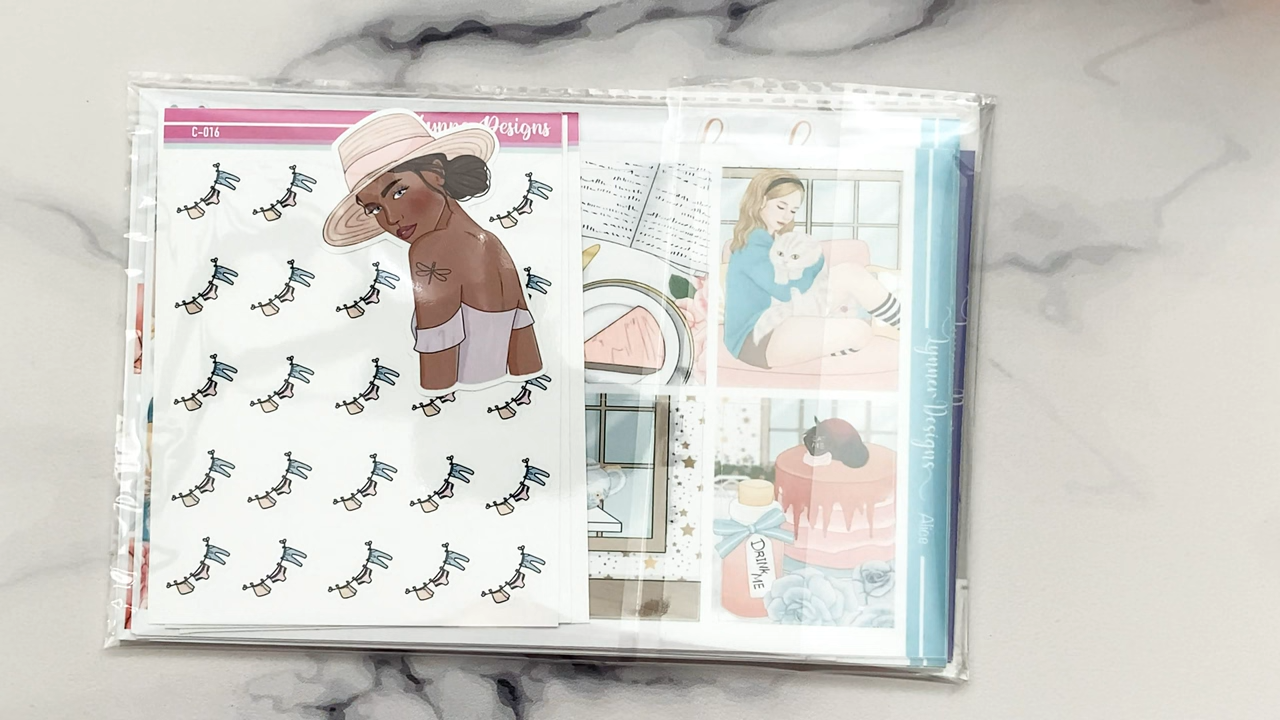 C-016
Lynne Designs
DRINK
ME
Lynne Designs
Alice